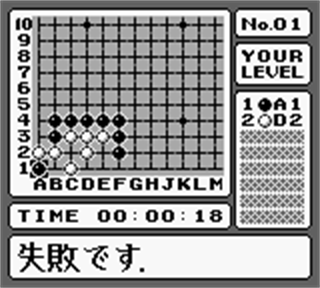 No.01
YOUR
LEVEL
10
9
8
7
6
5
4
3
2
1
ABCDEFGHJKLM
1●A1
2○D2
TIME 00:00:18
失敗です.